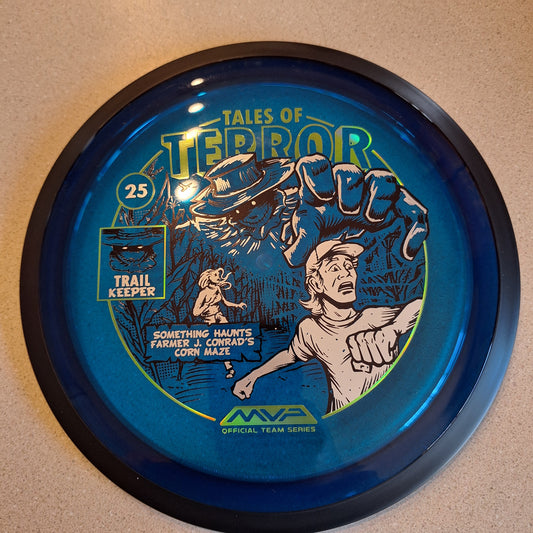 TALES OF
TERROR
25
TRAIL
KEEPER
SOMETHING HAUNTS
FARMER J. CONRAD'S
CORN MAZE
MVP
OFFICIAL TEAM SERIES